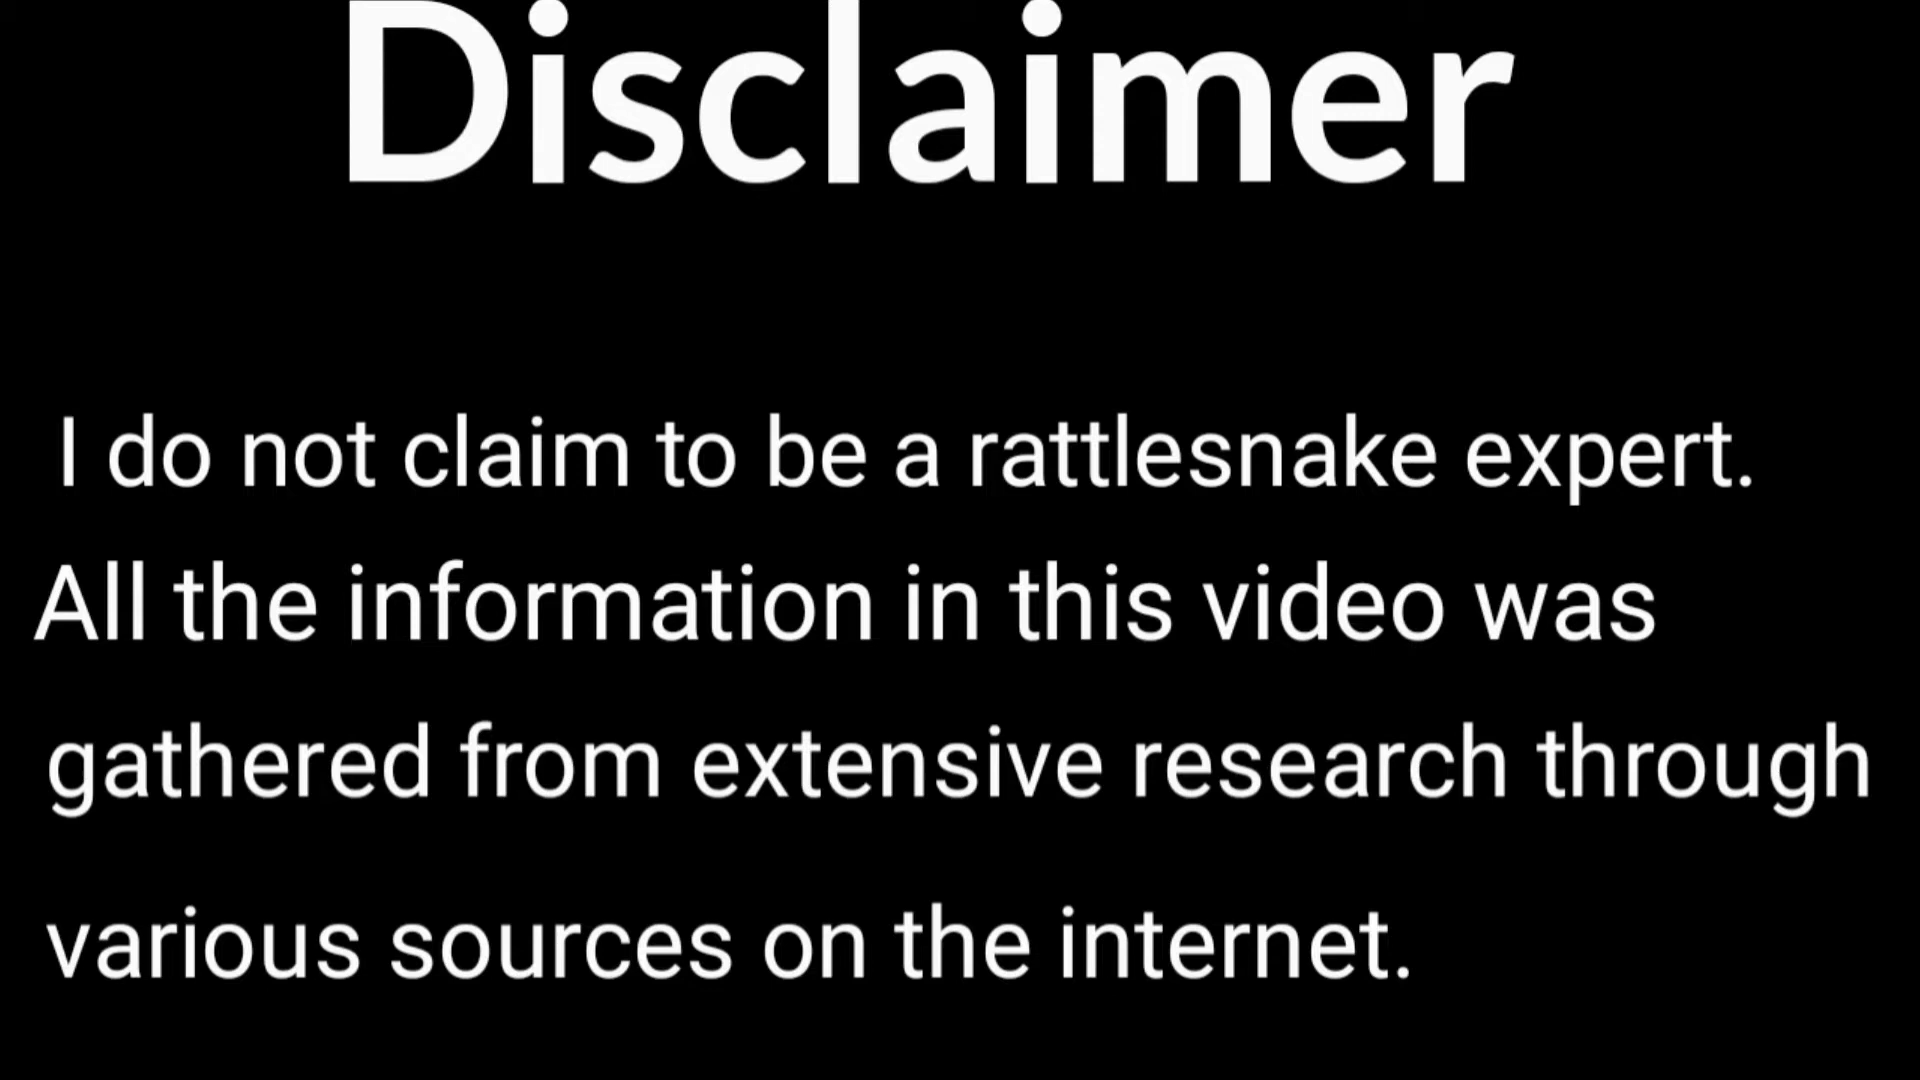 Disclaimer
I do not claim to be a rattlesnake expert.
All the information in this video was
gathered from extensive research through
various sources on the internet.